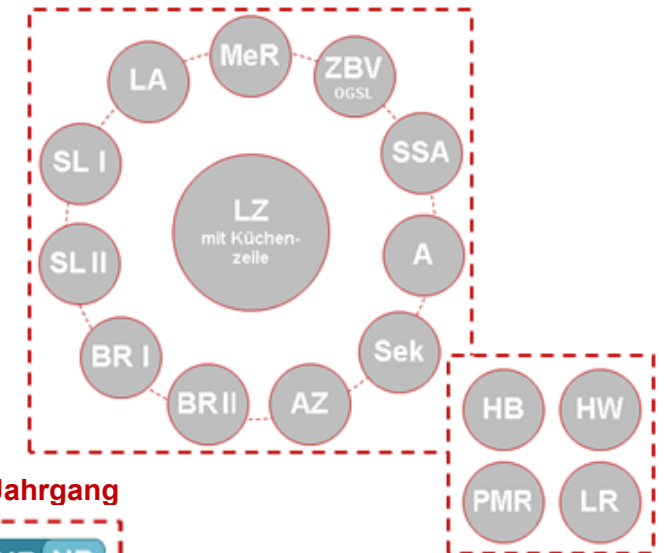 MeR
ZBV
OGSL
LA
SSA
SL I
LZ
mit Küchen-
zeile
A
SL II
Sek
BR I
BR II
AZ
HB
HW
PMR
LR
Jahrgang